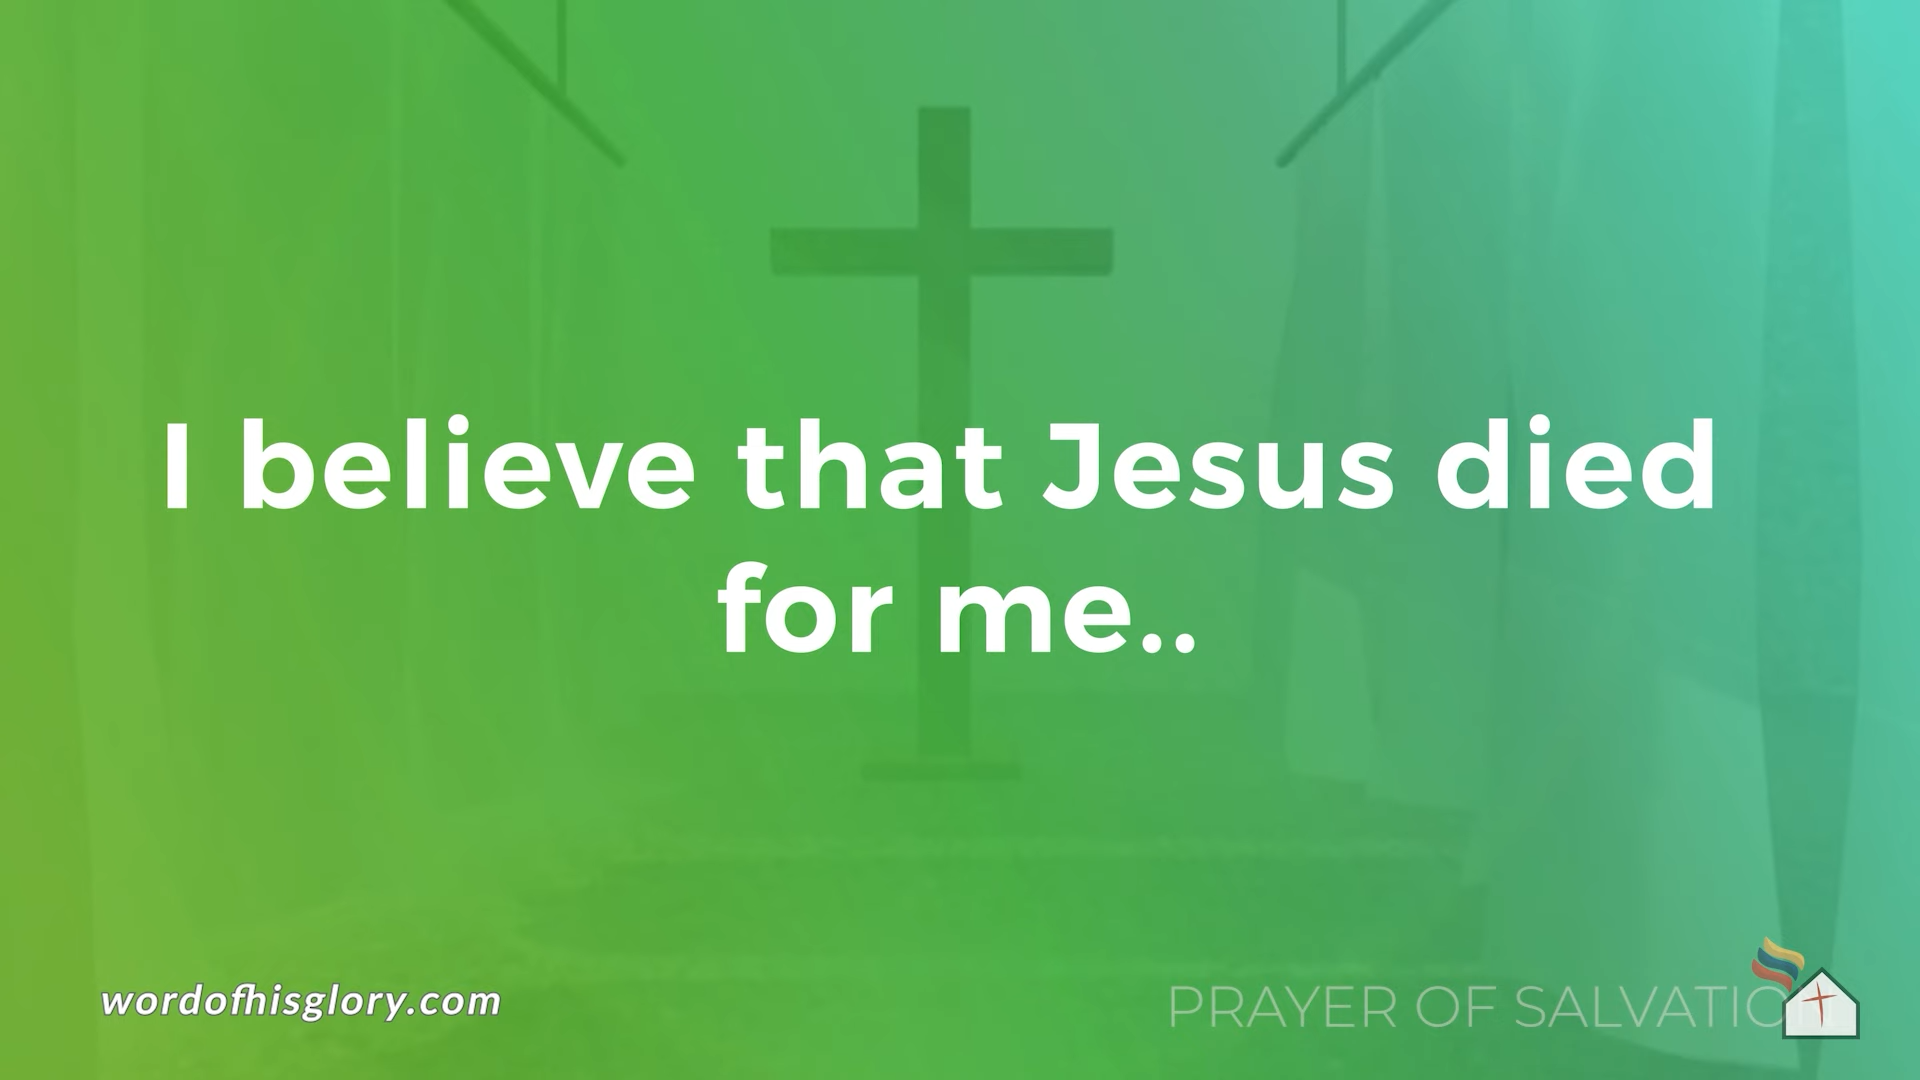 I believe that Jesus died
for me..
wordofhisglory.com
PRAYER OF SALVATIO